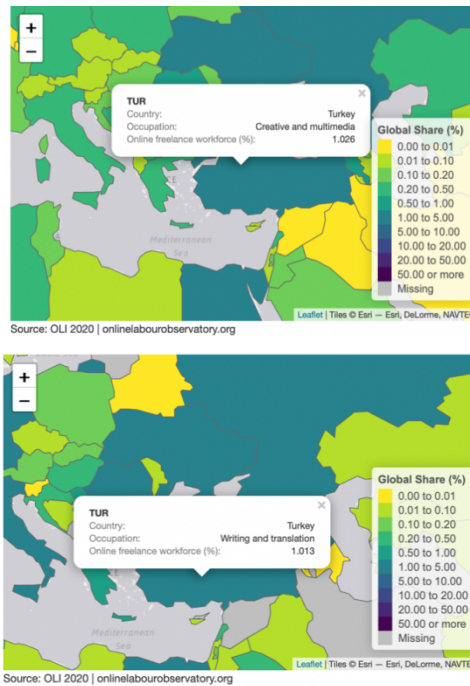 +
−
×
TUR
Country: Turkey
Occupation: Creative and multimedia
Online freelance workforce (%): 1.026
Global Share (%)
0.00 to 0.01
0.01 to 0.10
0.10 to 0.20
0.20 to 0.50
0.50 to 1.00
1.00 to 5.00
5.00 to 10.00
10.00 to 20.00
20.00 to 50.00
50.00 or more
Missing
Mediterranean
Sea
Leaflet | Tiles © Esri — Esri, DeLorme, NAVTE
Source: OLI 2020 | onlinelabourobservatory.org
+
−
×
TUR
Country: Turkey
Occupation: Writing and translation
Online freelance workforce (%): 1.013
Global Share (%)
0.00 to 0.01
0.01 to 0.10
0.10 to 0.20
0.20 to 0.50
0.50 to 1.00
1.00 to 5.00
5.00 to 10.00
10.00 to 20.00
20.00 to 50.00
50.00 or more
Missing
Mediterranean
Sea
Leaflet | Tiles © Esri — Esri, DeLorme, NAVTE
Source: OLI 2020 | onlinelabourobservatory.org